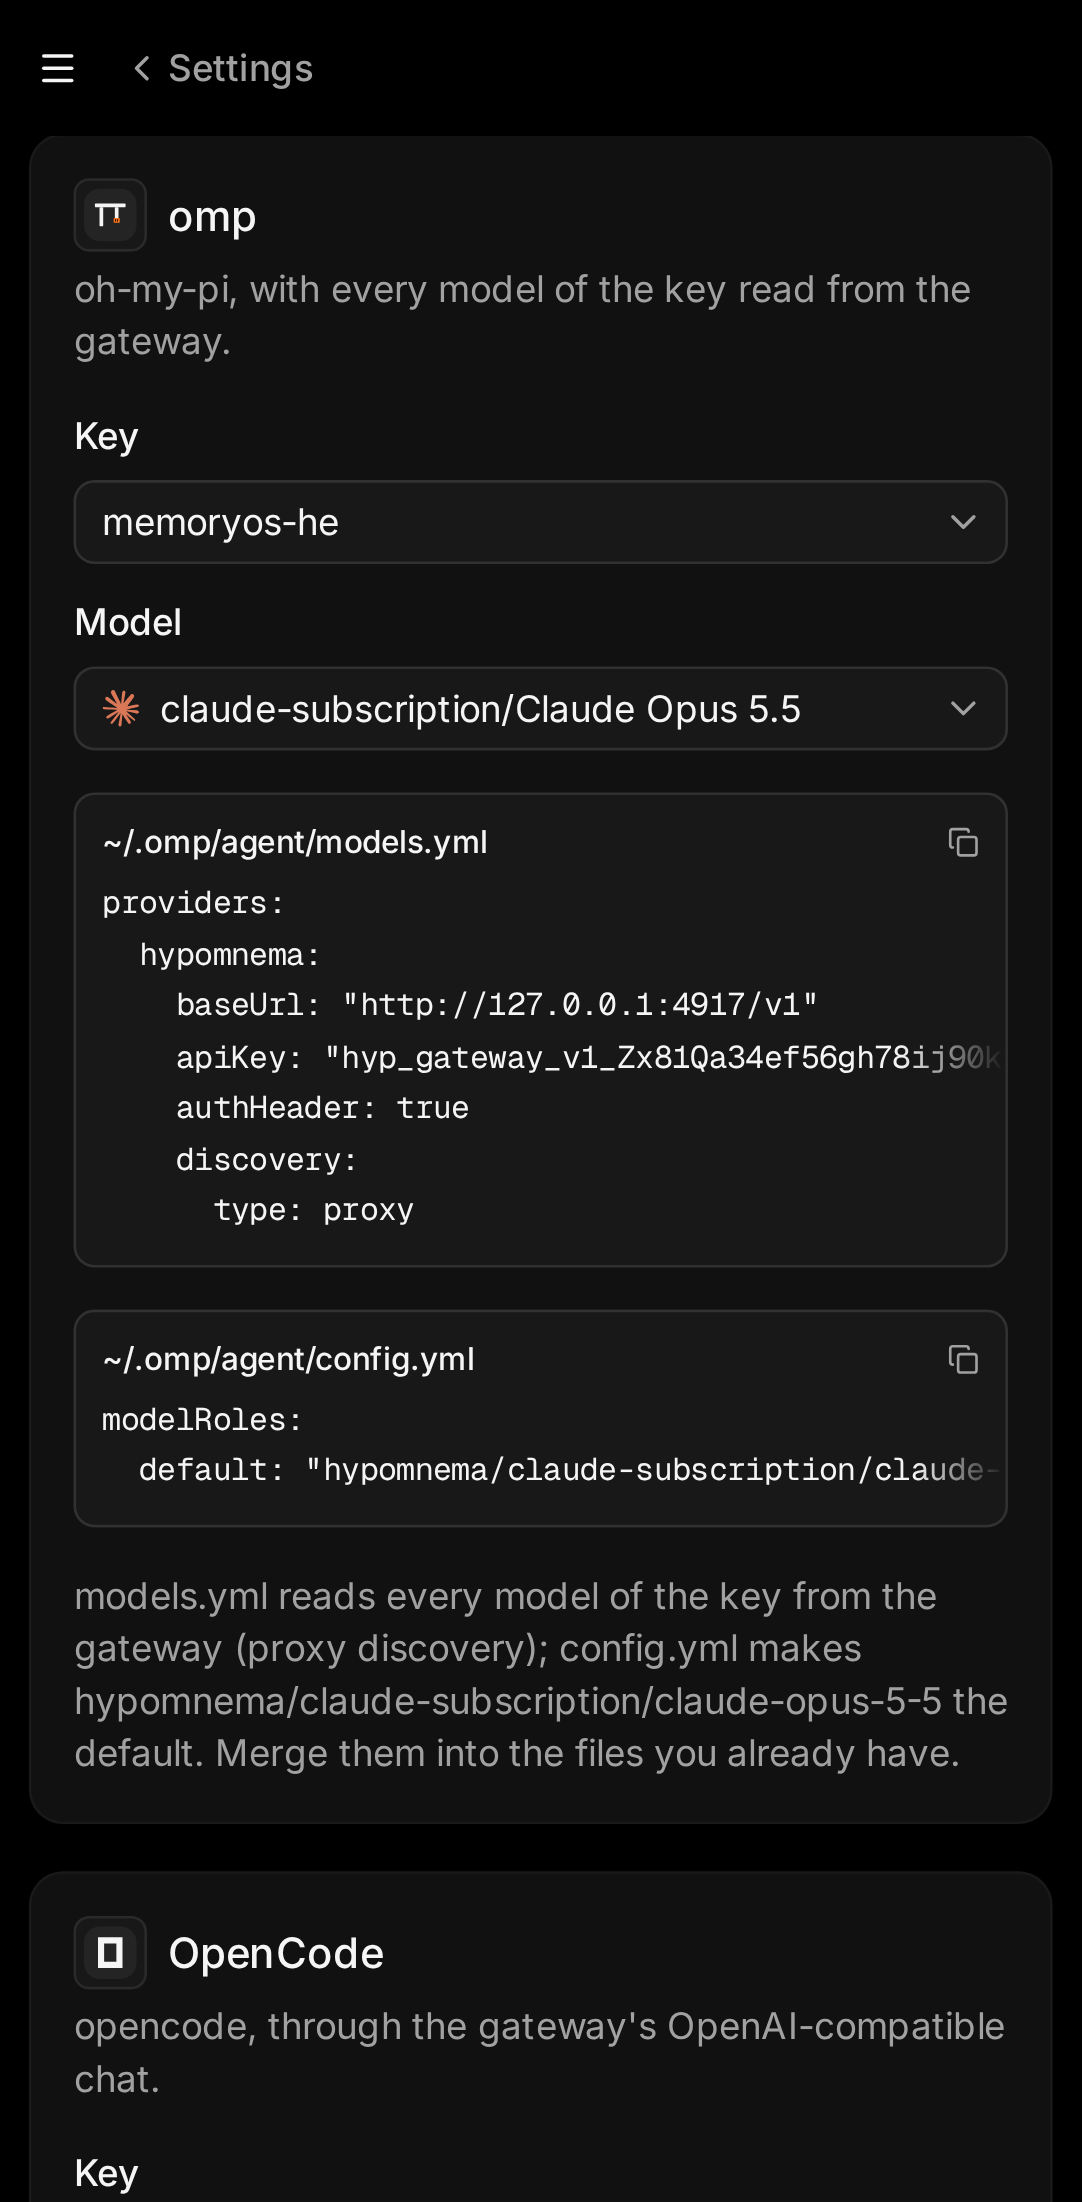 Settings
omp
oh-my-pi, with every model of the key read from the
gateway.
Key
memoryos-he
Model
claude-subscription/Claude Opus 5.5
~/.omp/agent/models.yml
providers:
  hypomnema:
    baseUrl: "http://127.0.0.1:4917/v1"
    apiKey: "hyp_gateway_v1_Zx81Qa34ef56gh78ij90k
    authHeader: true
    discovery:
      type: proxy
~/.omp/agent/config.yml
modelRoles:
  default: "hypomnema/claude-subscription/claude-
models.yml reads every model of the key from the
gateway (proxy discovery); config.yml makes
hypomnema/claude-subscription/claude-opus-5-5 the
default. Merge them into the files you already have.
OpenCode
opencode, through the gateway's OpenAI-compatible
chat.
Key